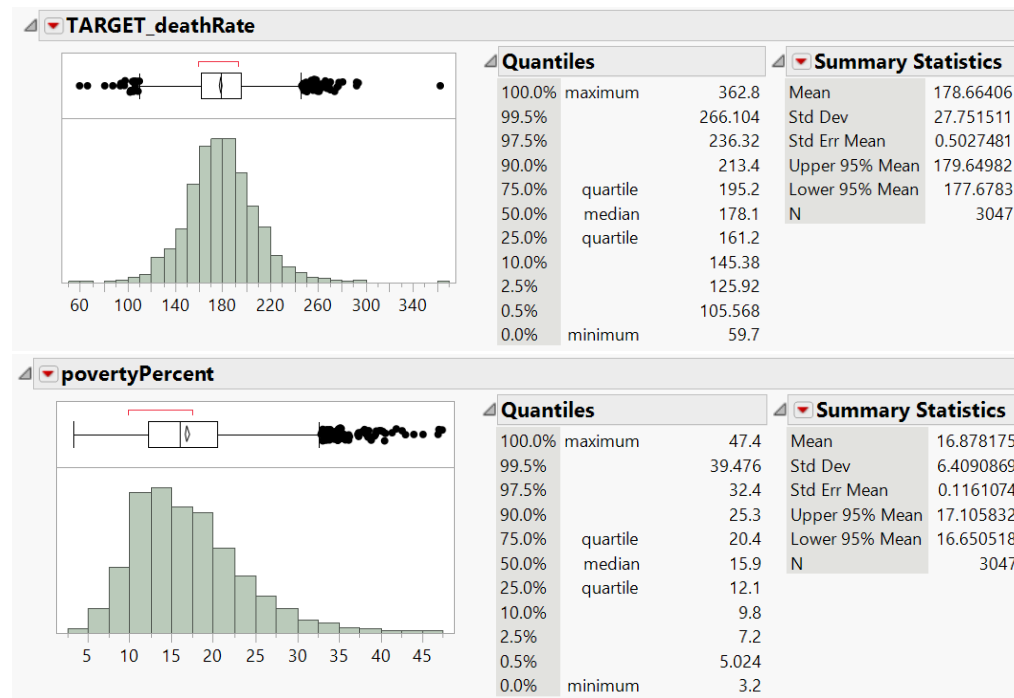 TARGET_deathRate
60 100 140 180 220 260 300 340
Quantiles
100.0% maximum 362.8
99.5% 266.104
97.5% 236.32
90.0% 213.4
75.0% quartile 195.2
50.0% median 178.1
25.0% quartile 161.2
10.0% 145.38
2.5% 125.92
0.5% 105.568
0.0% minimum 59.7
Summary Statistics
Mean 178.66406
Std Dev 27.751511
Std Err Mean 0.5027481
Upper 95% Mean 179.64982
Lower 95% Mean 177.6783
N 3047
povertyPercent
5 10 15 20 25 30 35 40 45
Quantiles
100.0% maximum 47.4
99.5% 39.476
97.5% 32.4
90.0% 25.3
75.0% quartile 20.4
50.0% median 15.9
25.0% quartile 12.1
10.0% 9.8
2.5% 7.2
0.5% 5.024
0.0% minimum 3.2
Summary Statistics
Mean 16.878175
Std Dev 6.4090869
Std Err Mean 0.1161074
Upper 95% Mean 17.105832
Lower 95% Mean 16.650518
N 3047